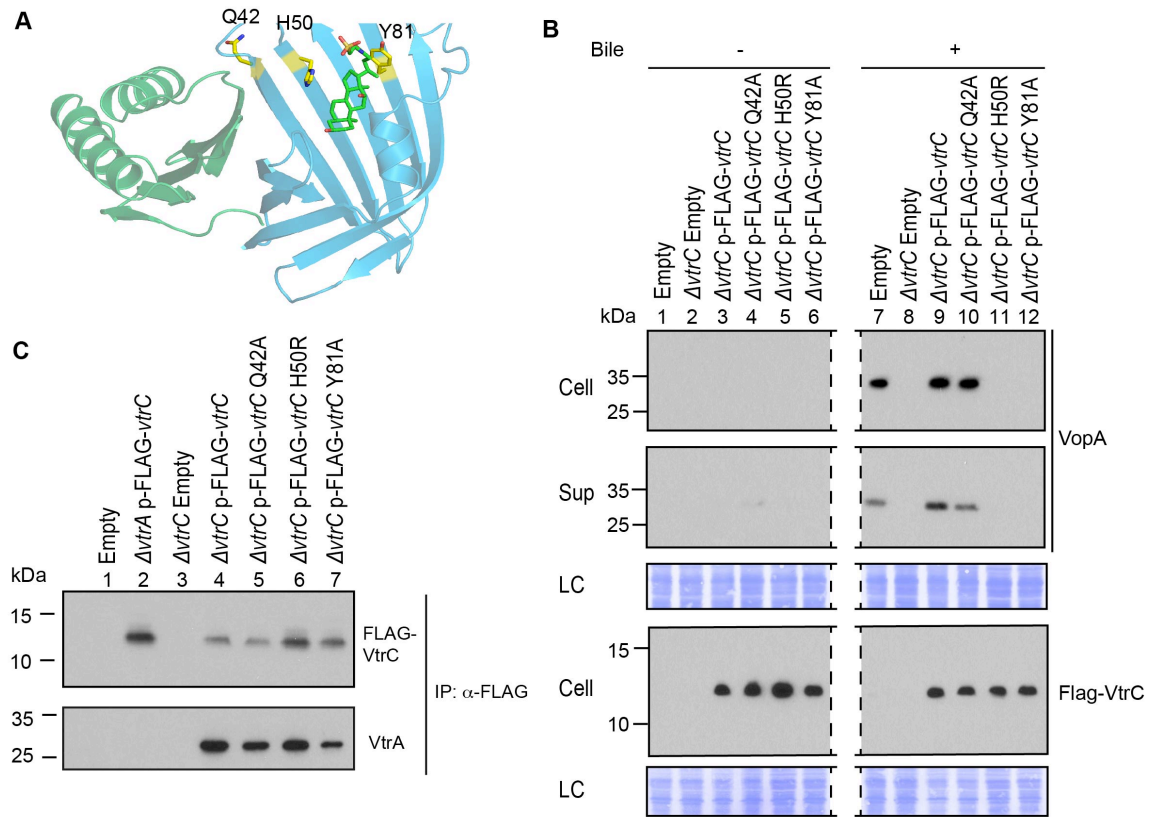 A
Q42
H50
Y81
B
Bile
-
+
Empty
ΔvtrC Empty
ΔvtrC p-FLAG-vtrC
ΔvtrC p-FLAG-vtrC Q42A
ΔvtrC p-FLAG-vtrC H50R
ΔvtrC p-FLAG-vtrC Y81A
Empty
ΔvtrC Empty
ΔvtrC p-FLAG-vtrC
ΔvtrC p-FLAG-vtrC Q42A
ΔvtrC p-FLAG-vtrC H50R
ΔvtrC p-FLAG-vtrC Y81A
kDa 1 2 3 4 5 6 7 8 9 10 11 12
Cell
35
25
Sup
35
25
VopA
LC
Cell
15
10
Flag-VtrC
LC
C
Empty
ΔvtrA p-FLAG-vtrC
ΔvtrC Empty
ΔvtrC p-FLAG-vtrC
ΔvtrC p-FLAG-vtrC Q42A
ΔvtrC p-FLAG-vtrC H50R
ΔvtrC p-FLAG-vtrC Y81A
kDa 1 2 3 4 5 6 7
15
10
FLAG-
VtrC
35
25
VtrA
IP: α-FLAG